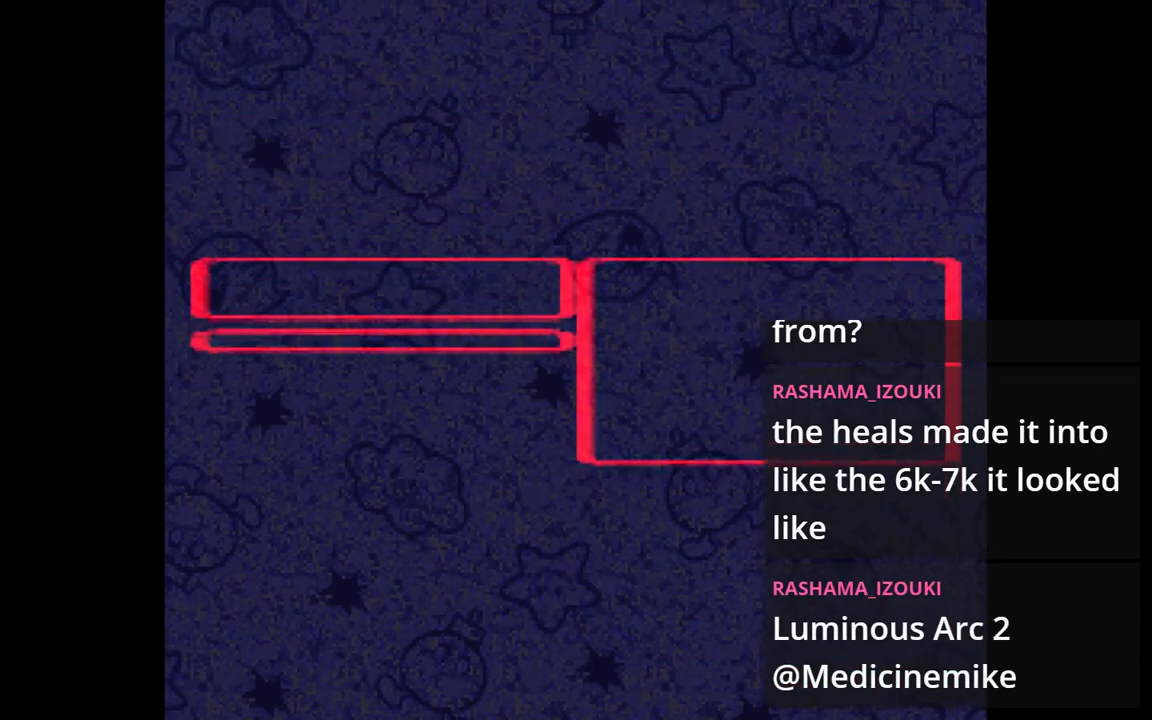 from?
RASHAMA_IZOUKI
the heals made it into
like the 6k-7k it looked
like
RASHAMA_IZOUKI
Luminous Arc 2
@Medicinemike